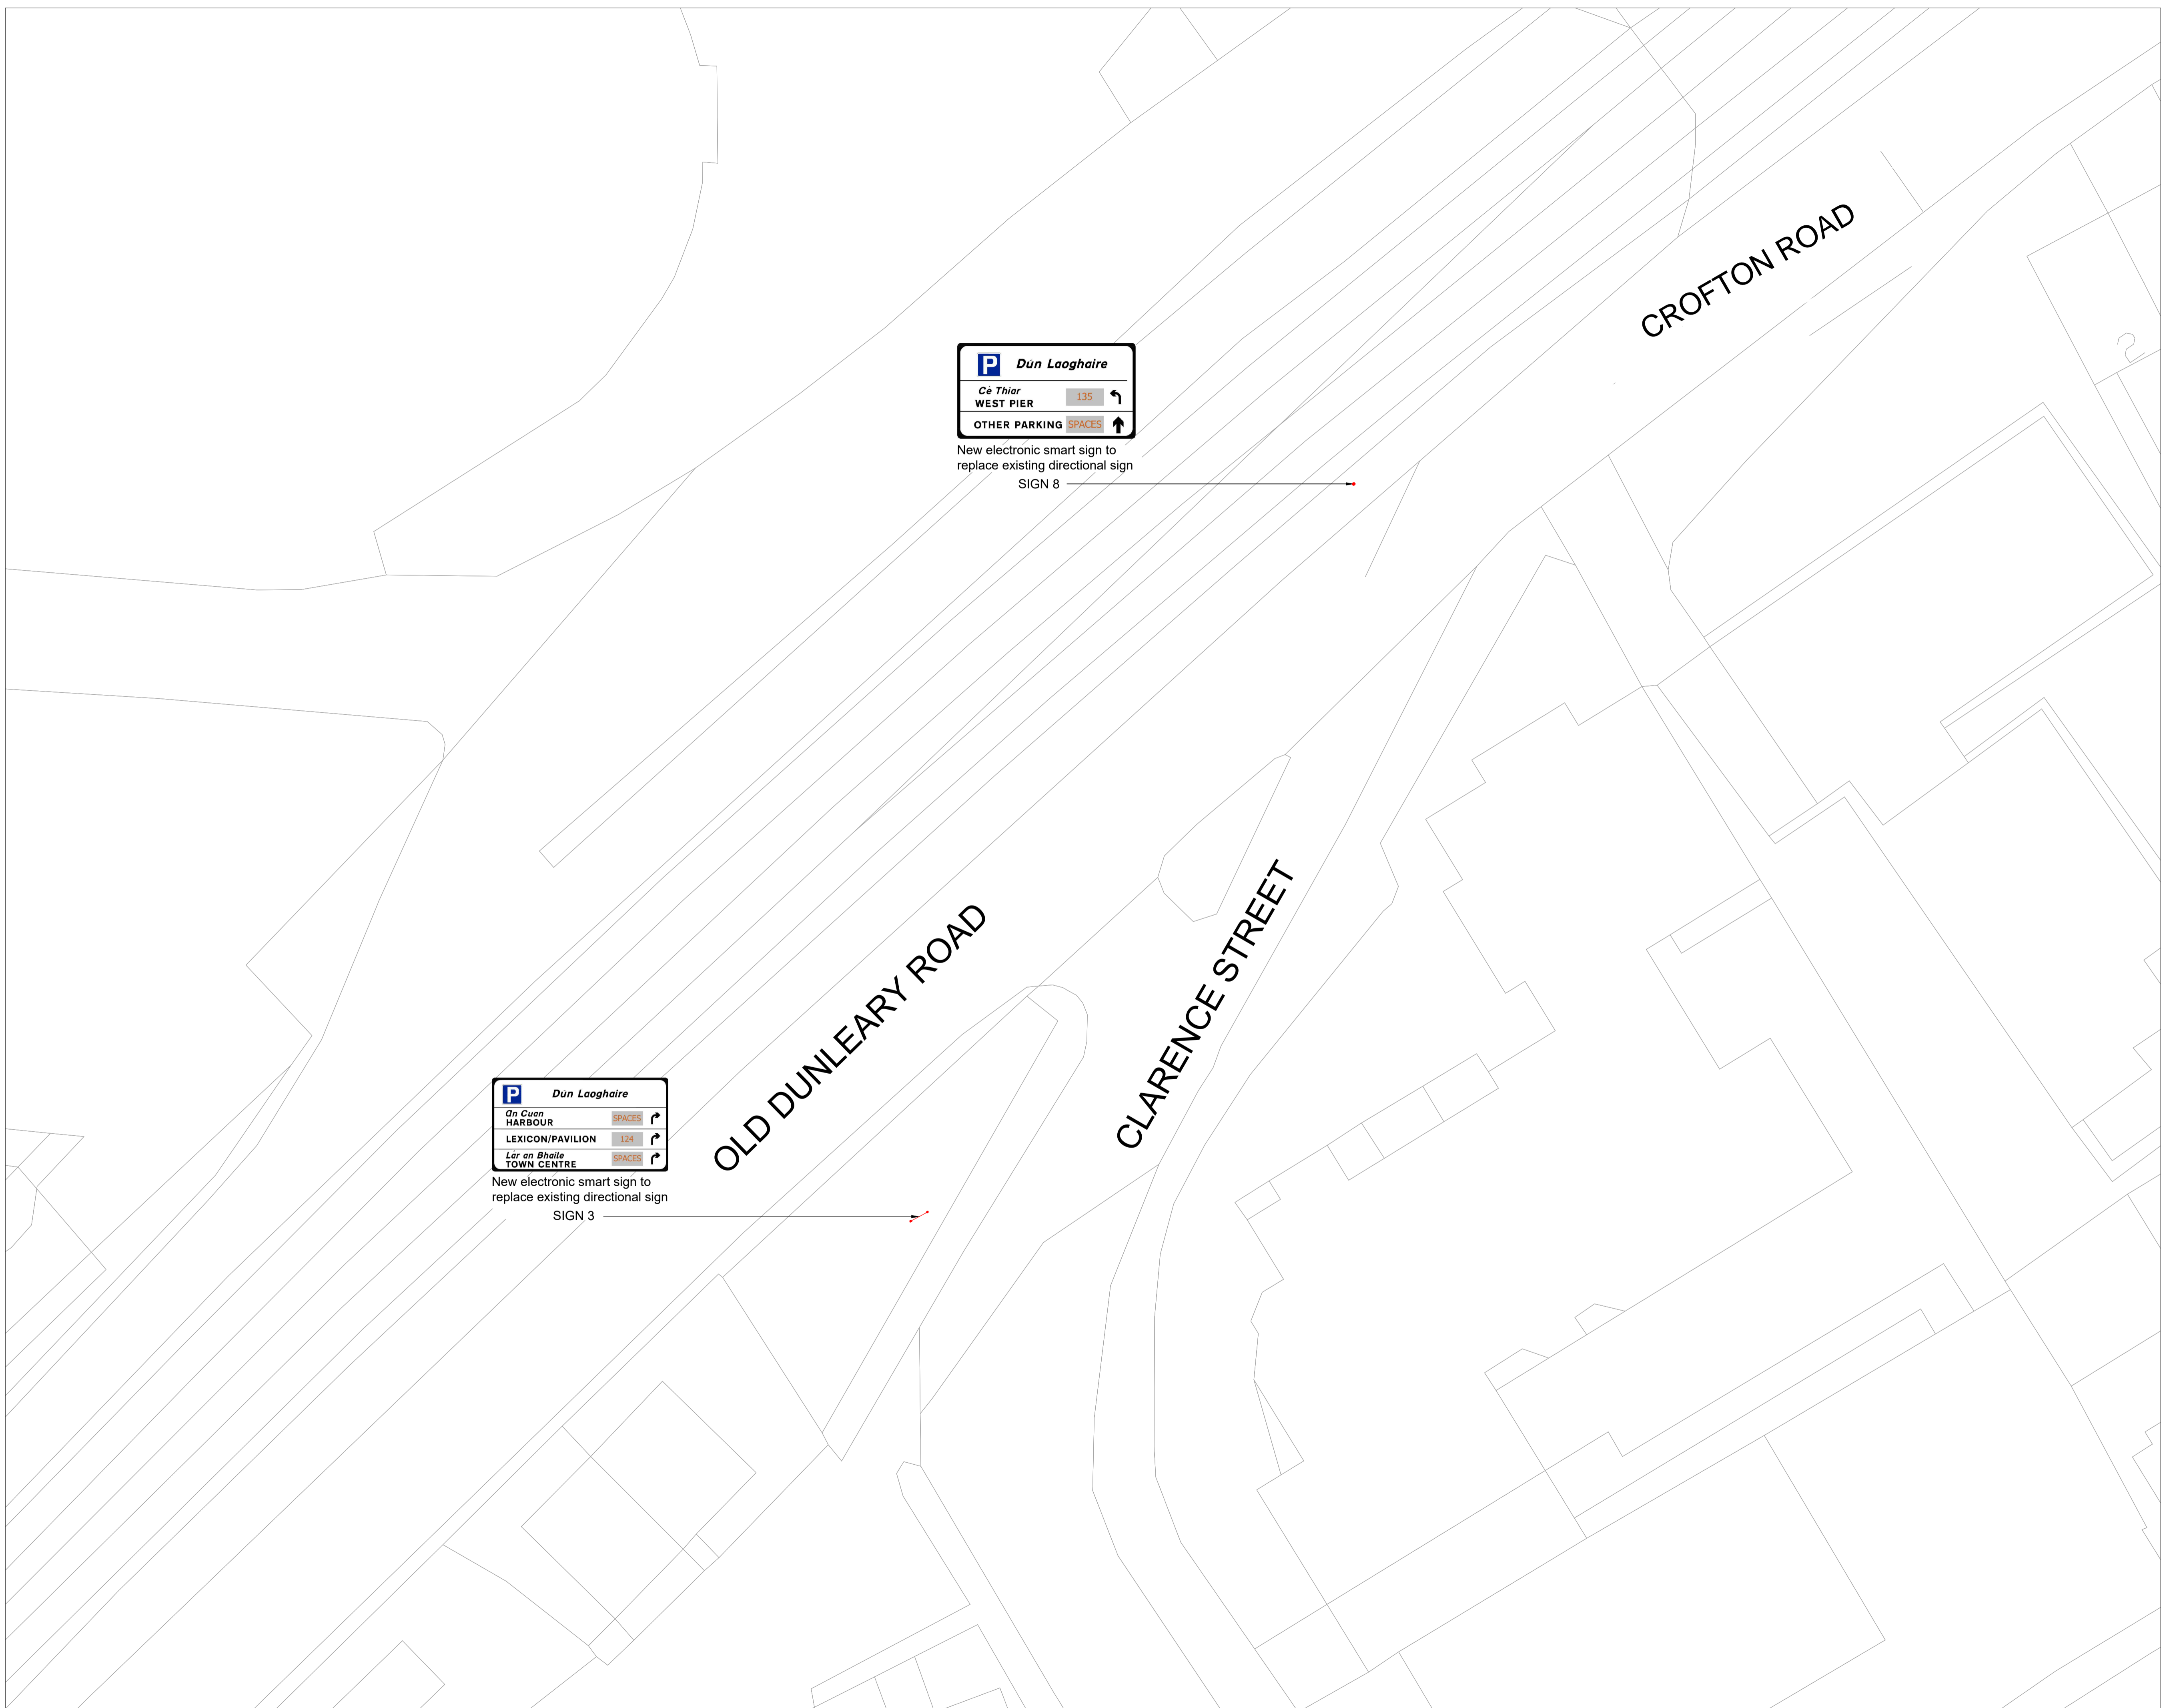 CROFTON ROAD
P Dún Laoghaire
Cè Thiar
WEST PIER 135
OTHER PARKING SPACES
New electronic smart sign to
replace existing directional sign
SIGN 8
OLD DUNLEARY ROAD
CLARENCE STREET
P Dún Laoghaire
an Cuan
HARBOUR SPACES
LEXICON/PAVILION 124
Lár an Bhaile
TOWN CENTRE SPACES
New electronic smart sign to
replace existing directional sign
SIGN 3